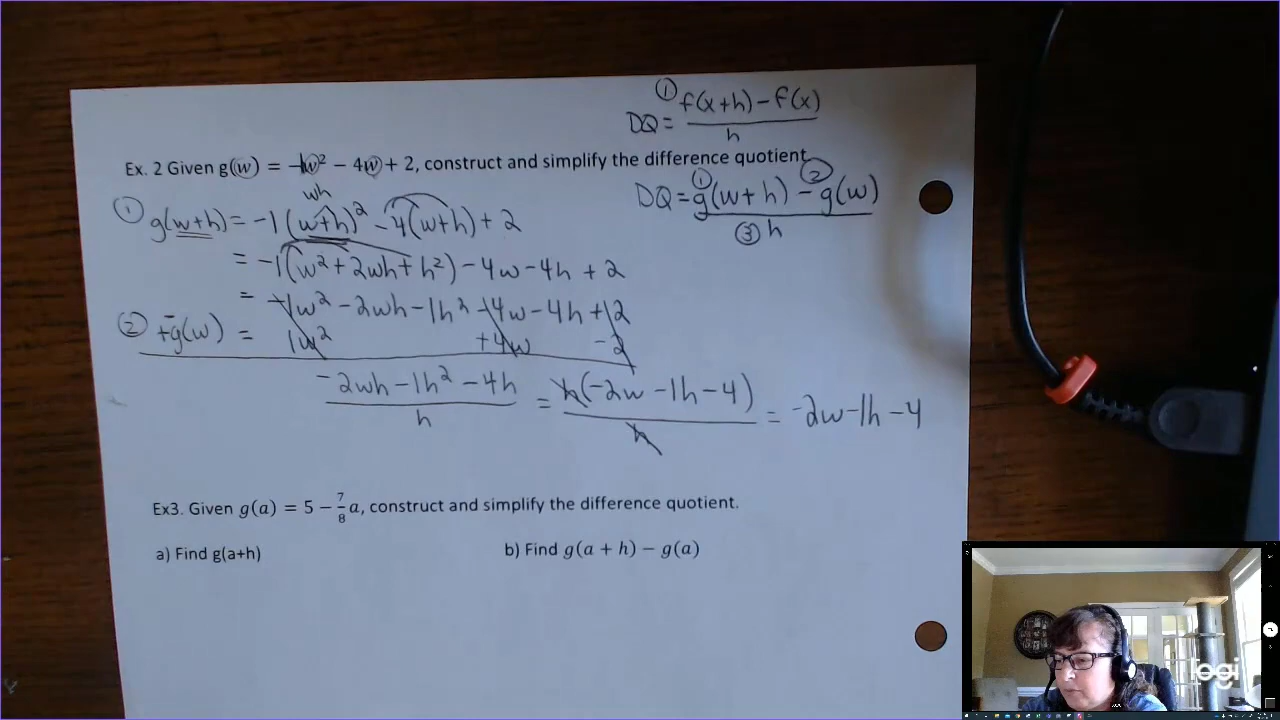 ① f(x+h) - f(x)
DQ = ―
h
Ex. 2 Given g(w) = -1w² − 4w + 2, construct and simplify the difference quotient.
wh
① g(w+h) = -1(w+h)² - 4(w+h) + 2
DQ = ① g(w+h) - ② g(w)
③ h
= -1(w² + 2wh + h²) - 4w - 4h + 2
= -1w² - 2wh - 1h² - 4w - 4h + 2
② -g(w) = 1w² + 4w - 2
-2wh - 1h² - 4h / h = h(-2w - 1h - 4) / h = -2w - 1h - 4
Ex3. Given g(a) = 5 − 7/8 a, construct and simplify the difference quotient.
a) Find g(a+h) b) Find g(a + h) − g(a)
logi